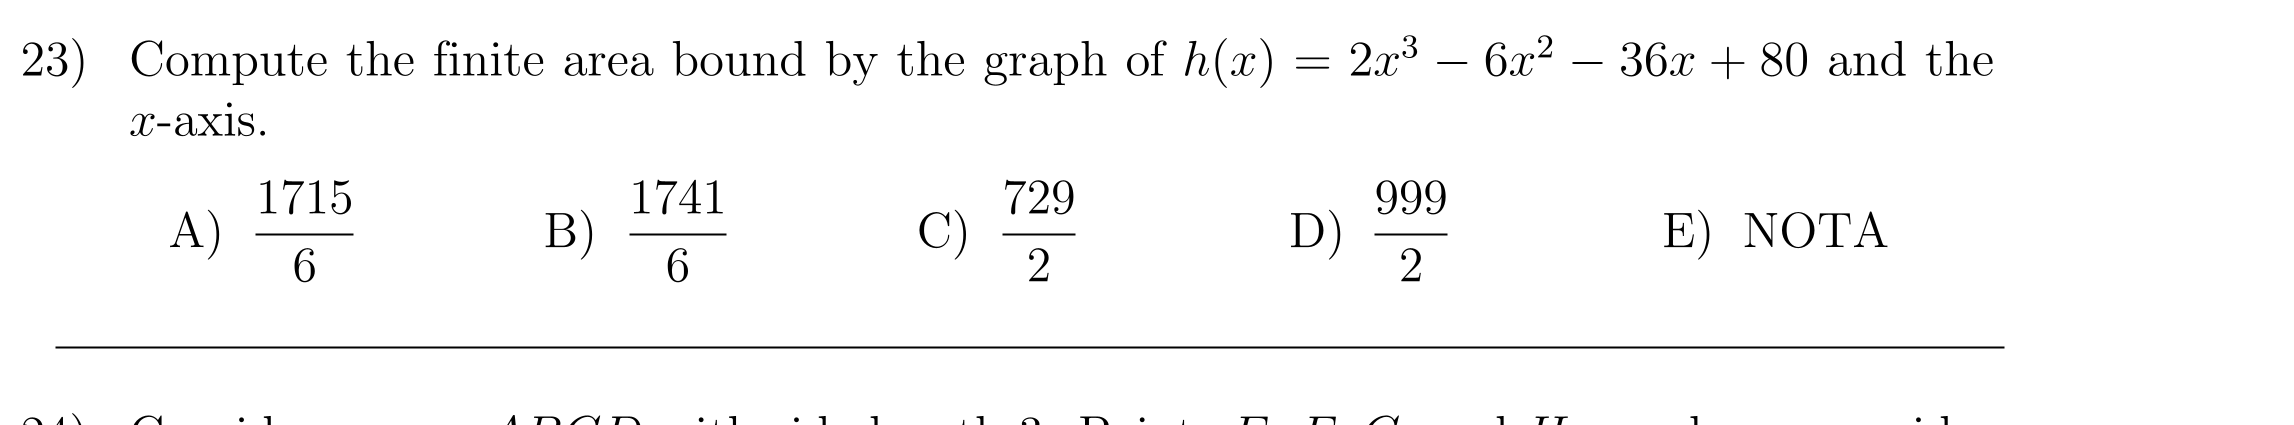 23) Compute the finite area bound by the graph of h(x) = 2x³ − 6x² − 36x + 80 and the
x-axis.
A) 1715/6 B) 1741/6 C) 729/2 D) 999/2 E) NOTA